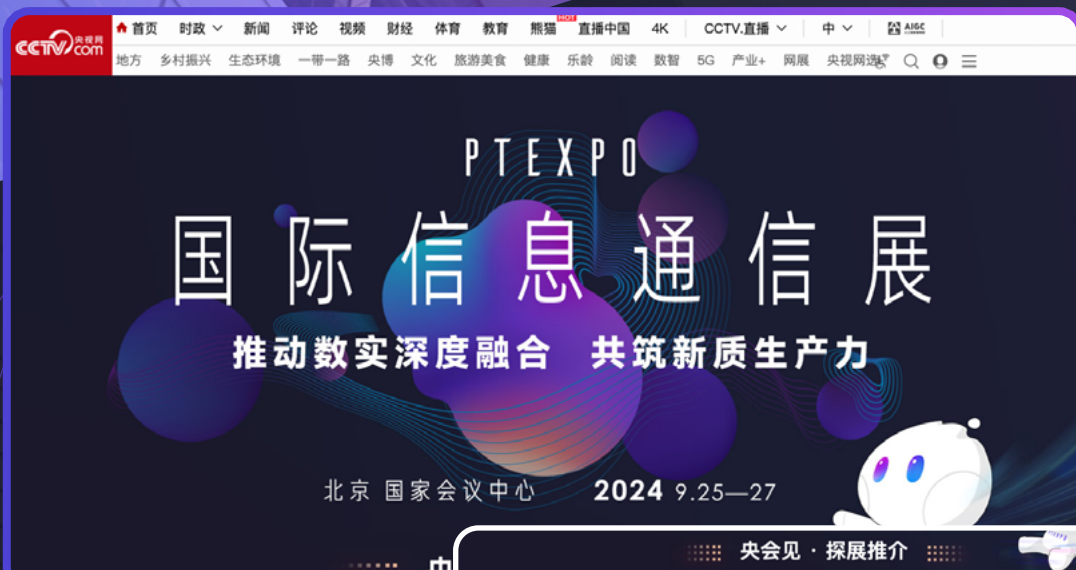 CCTV.com 央视网
首页 时政 新闻 评论 视频 财经 体育 教育 熊猫 HOT 直播中国 4K CCTV.直播 中 AIGC
地方 乡村振兴 生态环境 一带一路 央博 文化 旅游美食 健康 乐龄 阅读 数智 5G 产业+ 网展 央视网选
PTEXPO
国际信息通信展
推动数实深度融合 共筑新质生产力
北京 国家会议中心 2024 9.25—27
央会见 · 探展推介